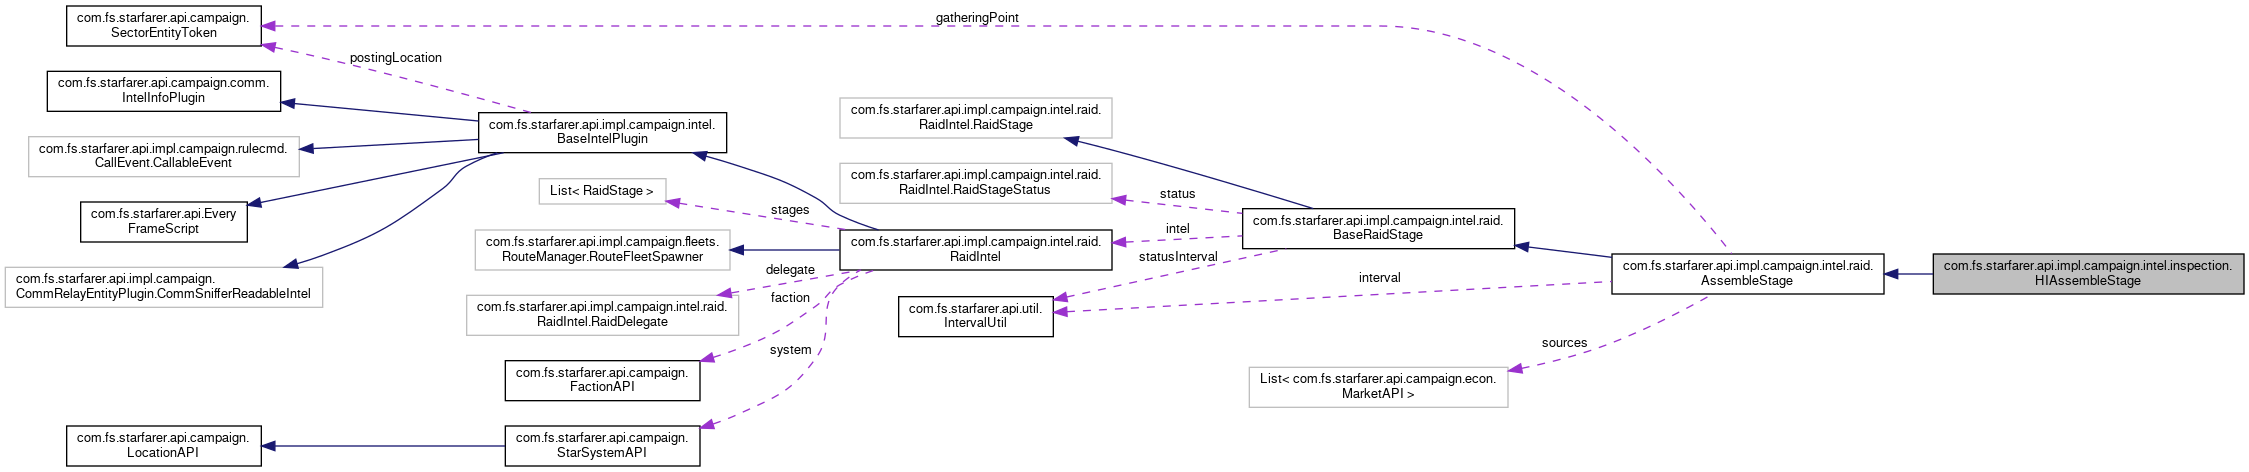 com.fs.starfarer.api.campaign.
SectorEntityToken
gatheringPoint
postingLocation
com.fs.starfarer.api.campaign.comm.
IntelInfoPlugin
com.fs.starfarer.api.impl.campaign.rulecmd.
CallEvent.CallableEvent
com.fs.starfarer.api.Every
FrameScript
com.fs.starfarer.api.impl.campaign.
CommRelayEntityPlugin.CommSnifferReadableIntel
com.fs.starfarer.api.campaign.
LocationAPI
com.fs.starfarer.api.impl.campaign.intel.
BaseIntelPlugin
List< RaidStage >
stages
com.fs.starfarer.api.impl.campaign.fleets.
RouteManager.RouteFleetSpawner
delegate
com.fs.starfarer.api.impl.campaign.intel.raid.
RaidIntel.RaidDelegate
faction
com.fs.starfarer.api.campaign.
FactionAPI
system
com.fs.starfarer.api.campaign.
StarSystemAPI
com.fs.starfarer.api.impl.campaign.intel.raid.
RaidIntel.RaidStage
com.fs.starfarer.api.impl.campaign.intel.raid.
RaidIntel.RaidStageStatus
com.fs.starfarer.api.impl.campaign.intel.raid.
RaidIntel
com.fs.starfarer.api.util.
IntervalUtil
status
intel
statusInterval
com.fs.starfarer.api.impl.campaign.intel.raid.
BaseRaidStage
interval
sources
List< com.fs.starfarer.api.campaign.econ.
MarketAPI >
com.fs.starfarer.api.impl.campaign.intel.raid.
AssembleStage
com.fs.starfarer.api.impl.campaign.intel.inspection.
HIAssembleStage